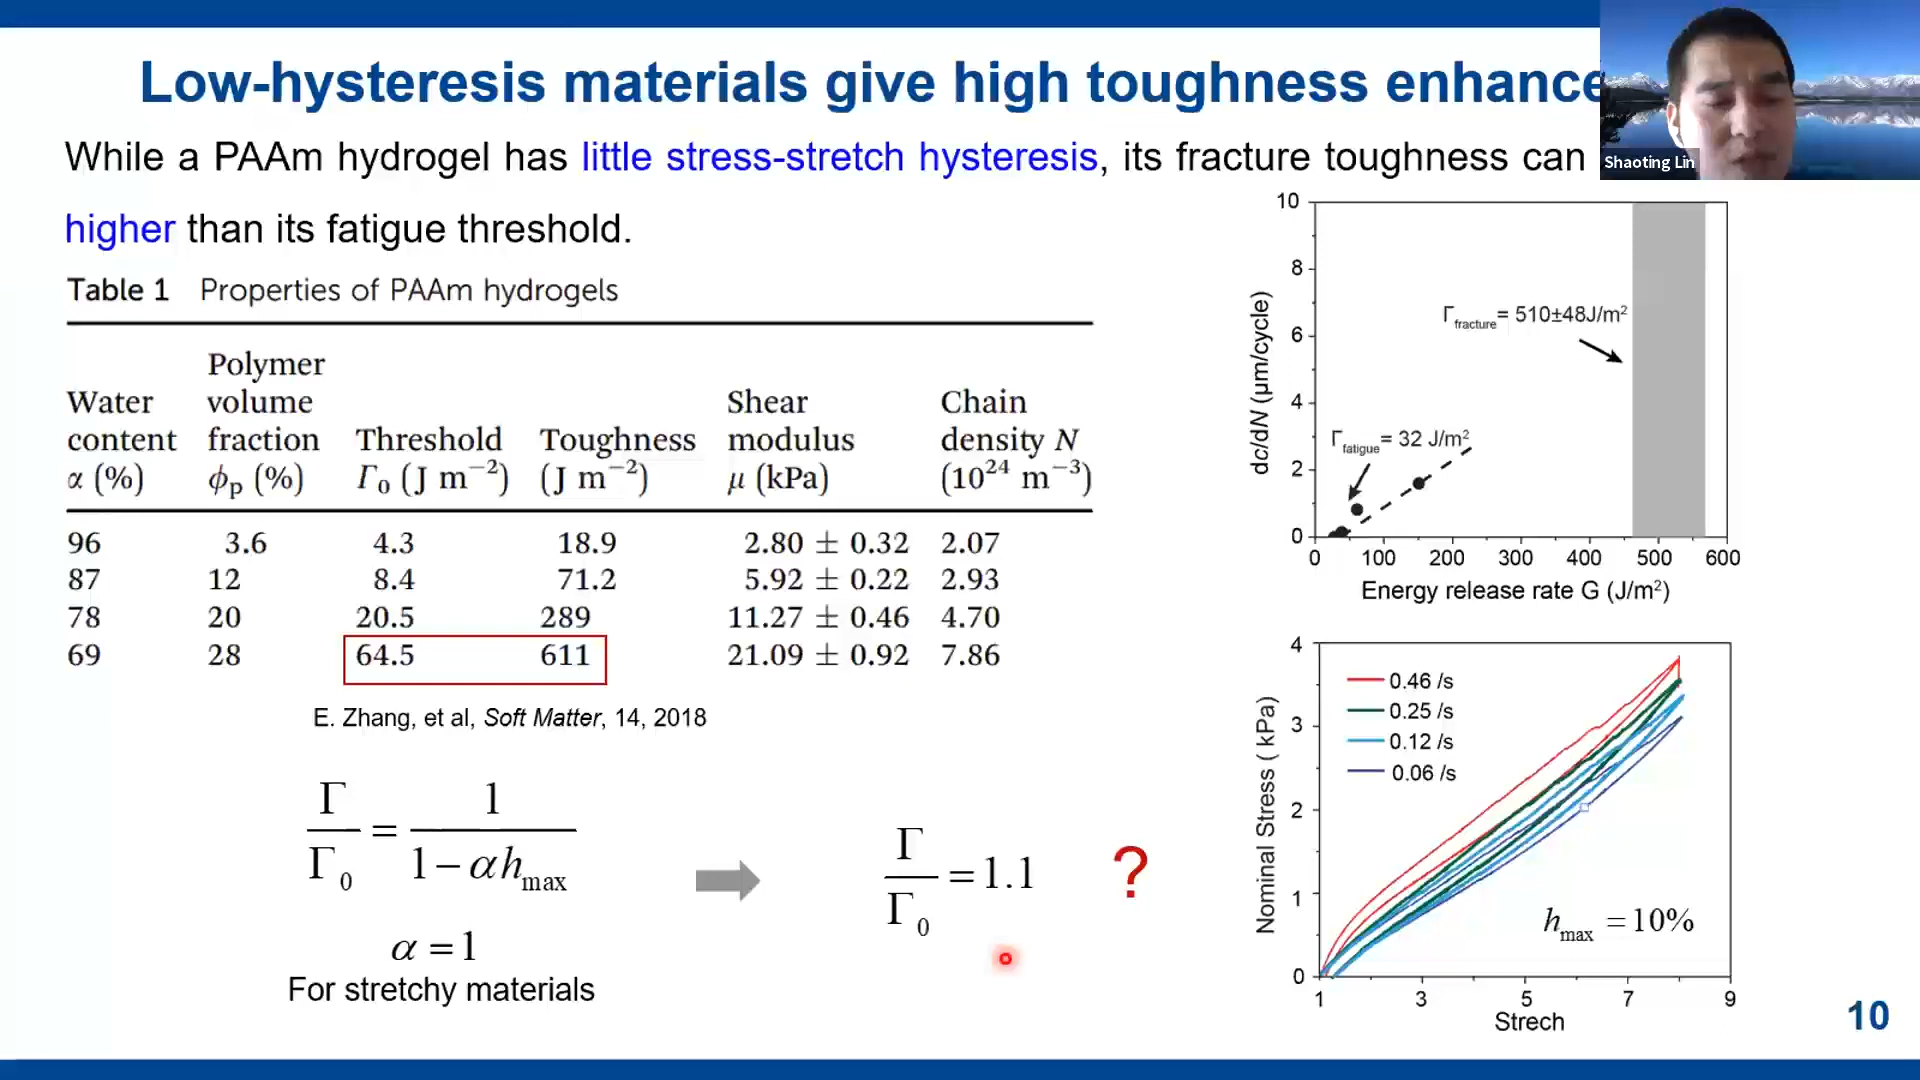 Low-hysteresis materials give high toughness enhance
Shaoting Lin
While a PAAm hydrogel has little stress-stretch hysteresis, its fracture toughness can
higher than its fatigue threshold.
Table 1 Properties of PAAm hydrogels
Water content α (%) Polymer volume fraction ϕp (%) Threshold Γ0 (J m−2) Toughness (J m−2) Shear modulus μ (kPa) Chain density N (10^24 m−3)
96 3.6 4.3 18.9 2.80 ± 0.32 2.07
87 12 8.4 71.2 5.92 ± 0.22 2.93
78 20 20.5 289 11.27 ± 0.46 4.70
69 28 64.5 611 21.09 ± 0.92 7.86
E. Zhang, et al, Soft Matter, 14, 2018
Γ/Γ0 = 1/(1−αhmax)
α = 1
For stretchy materials
Γ/Γ0 = 1.1 ?
10
8
6
4
2
0
dc/dN (μm/cycle)
Γfracture= 510±48J/m²
Γfatigue= 32 J/m²
0 100 200 300 400 500 600
Energy release rate G (J/m²)
4
3
2
1
0
Nominal Stress ( kPa)
0.46 /s
0.25 /s
0.12 /s
0.06 /s
hmax = 10%
1 3 5 7 9
Strech
10